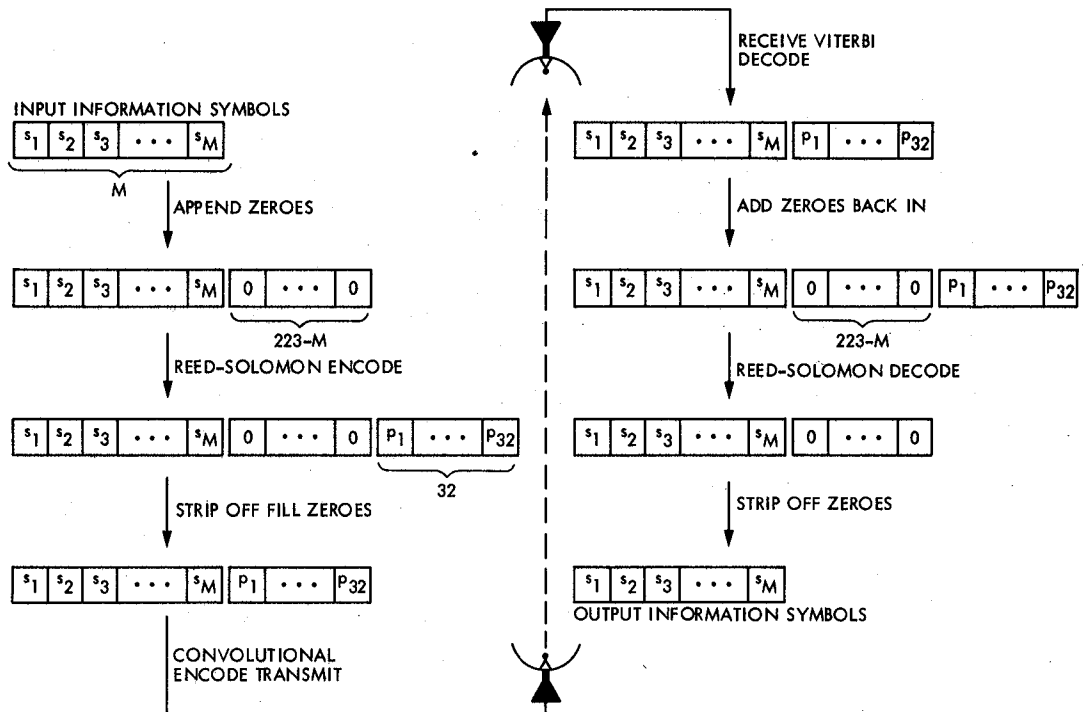 INPUT INFORMATION SYMBOLS
s1 s2 s3 ... sM
M
APPEND ZEROES
s1 s2 s3 ... sM 0 ... 0
223-M
REED-SOLOMON ENCODE
s1 s2 s3 ... sM 0 ... 0 P1 ... P32
32
STRIP OFF FILL ZEROES
s1 s2 s3 ... sM P1 ... P32
CONVOLUTIONAL
ENCODE TRANSMIT
RECEIVE VITERBI
DECODE
s1 s2 s3 ... sM P1 ... P32
ADD ZEROES BACK IN
s1 s2 s3 ... sM 0 ... 0 P1 ... P32
223-M
REED-SOLOMON DECODE
s1 s2 s3 ... sM 0 ... 0
STRIP OFF ZEROES
s1 s2 s3 ... sM
OUTPUT INFORMATION SYMBOLS